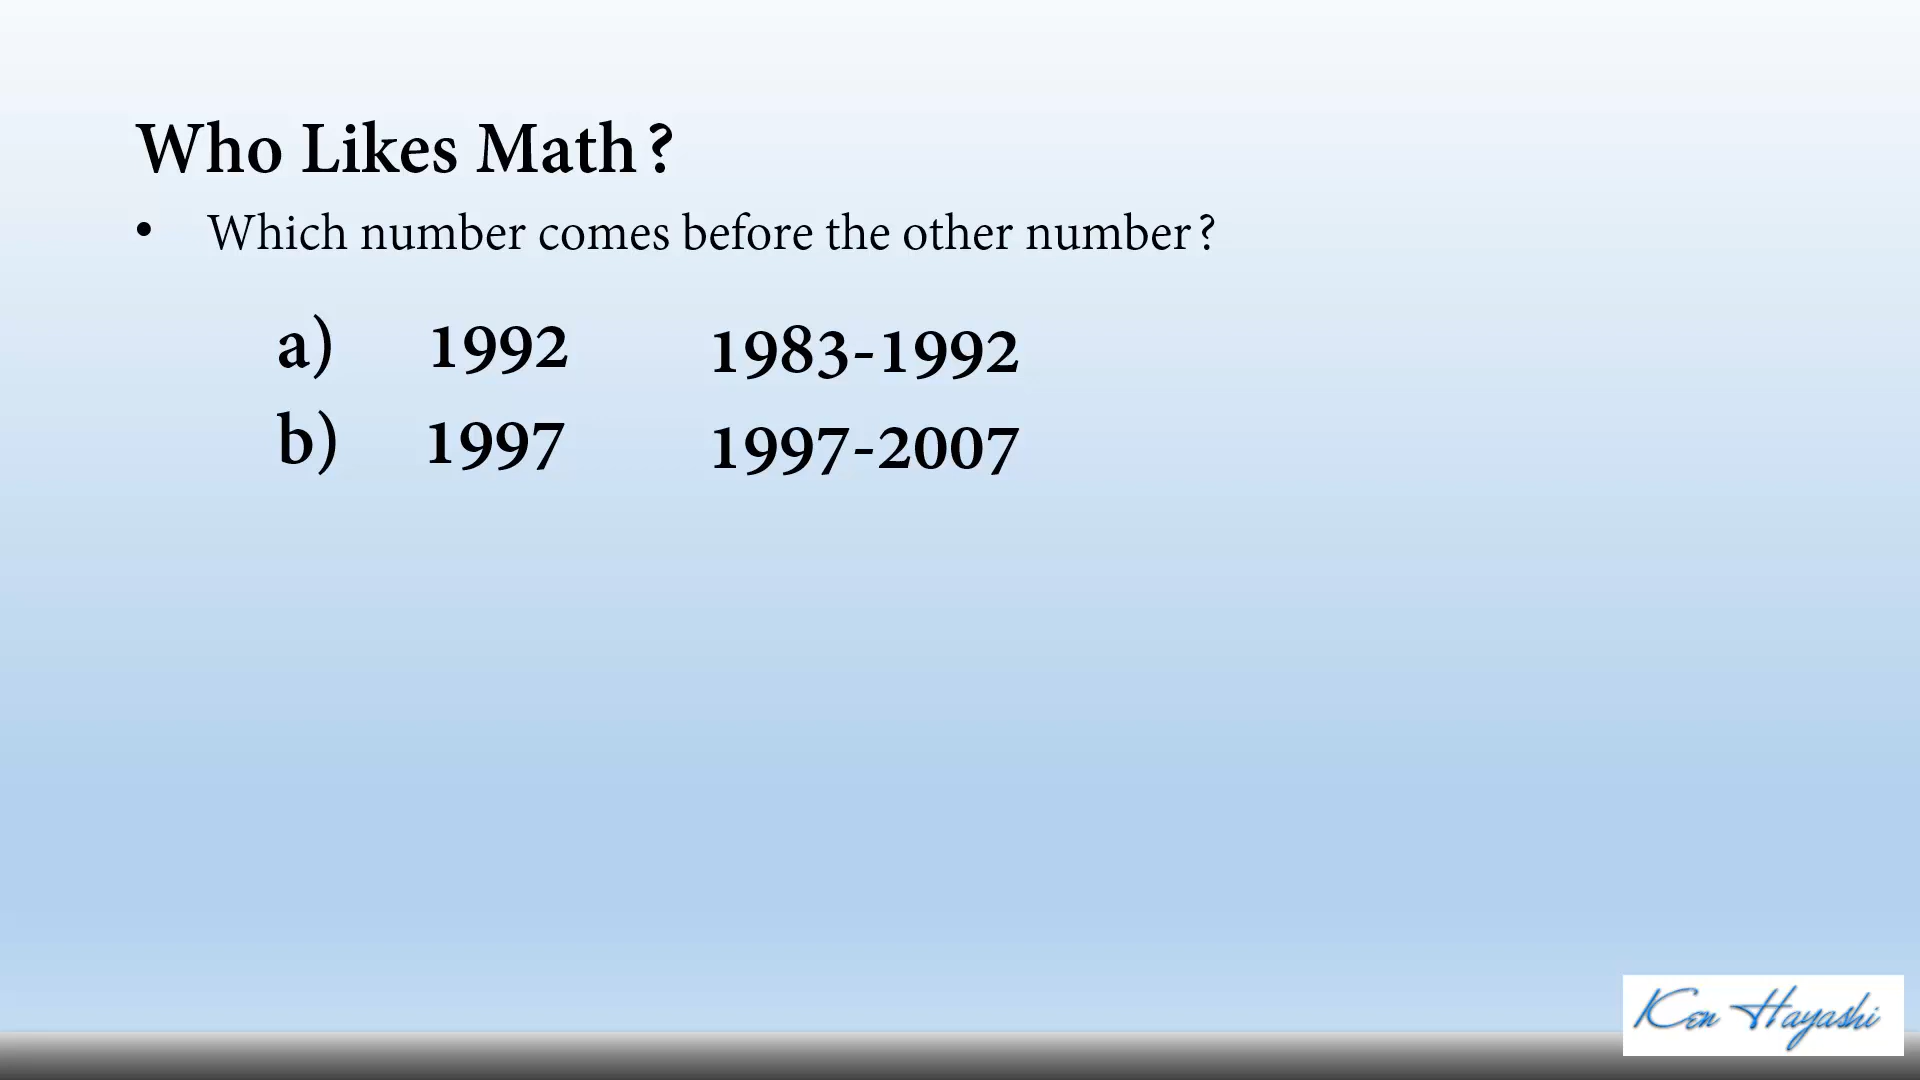 Who Likes Math?
• Which number comes before the other number?
a) 1992 1983-1992
b) 1997 1997-2007
Ken Hayashi